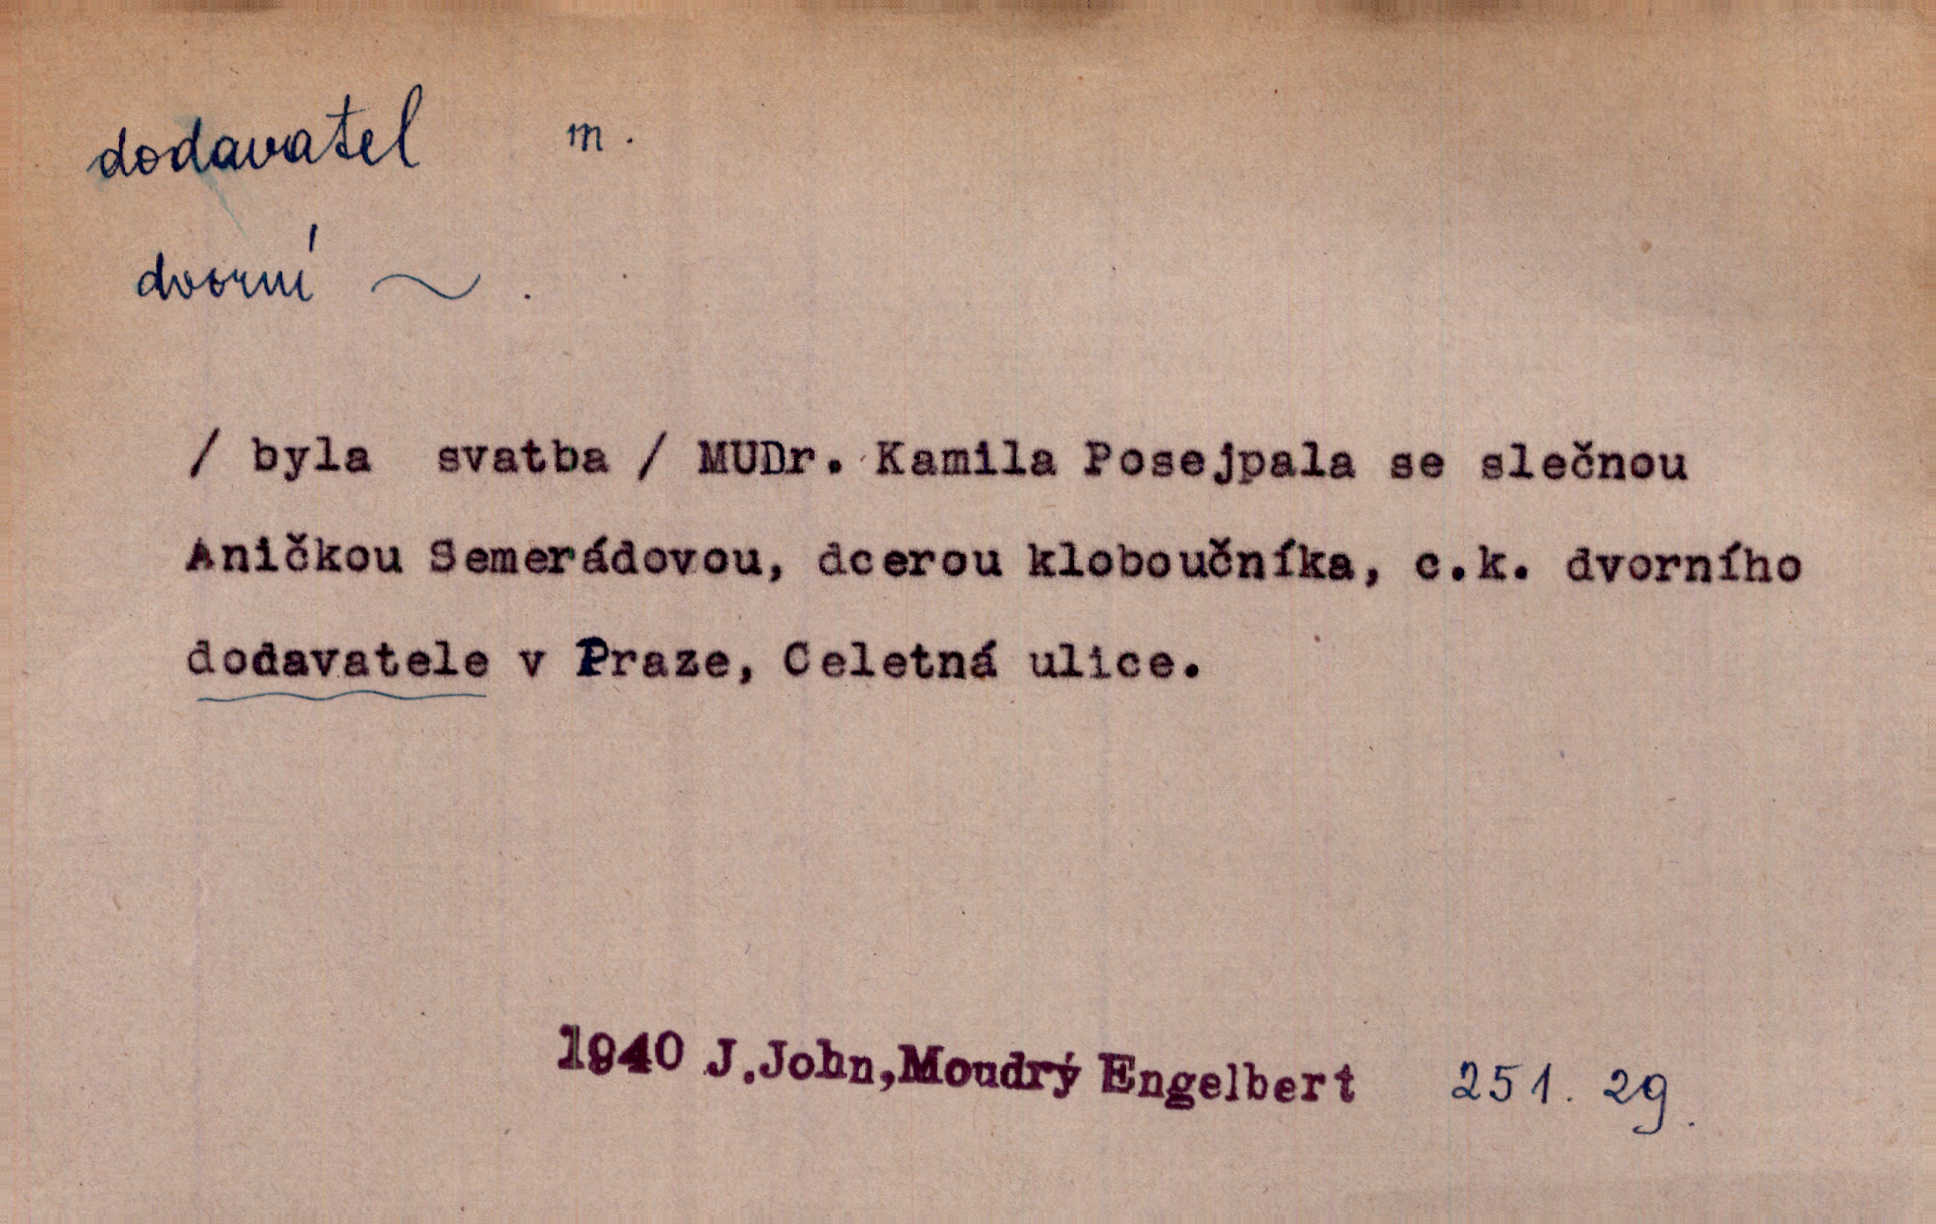 dodavatel m.
dvorní ~.
/ byla svatba / MUDr. Kamila Posejpala se slečnou
Aničkou Semerádovou, dcerou kloboučníka, c.k. dvorního
dodavatele v Praze, Celetná ulice.
1940 J.John,Moudrý Engelbert 251. 29.